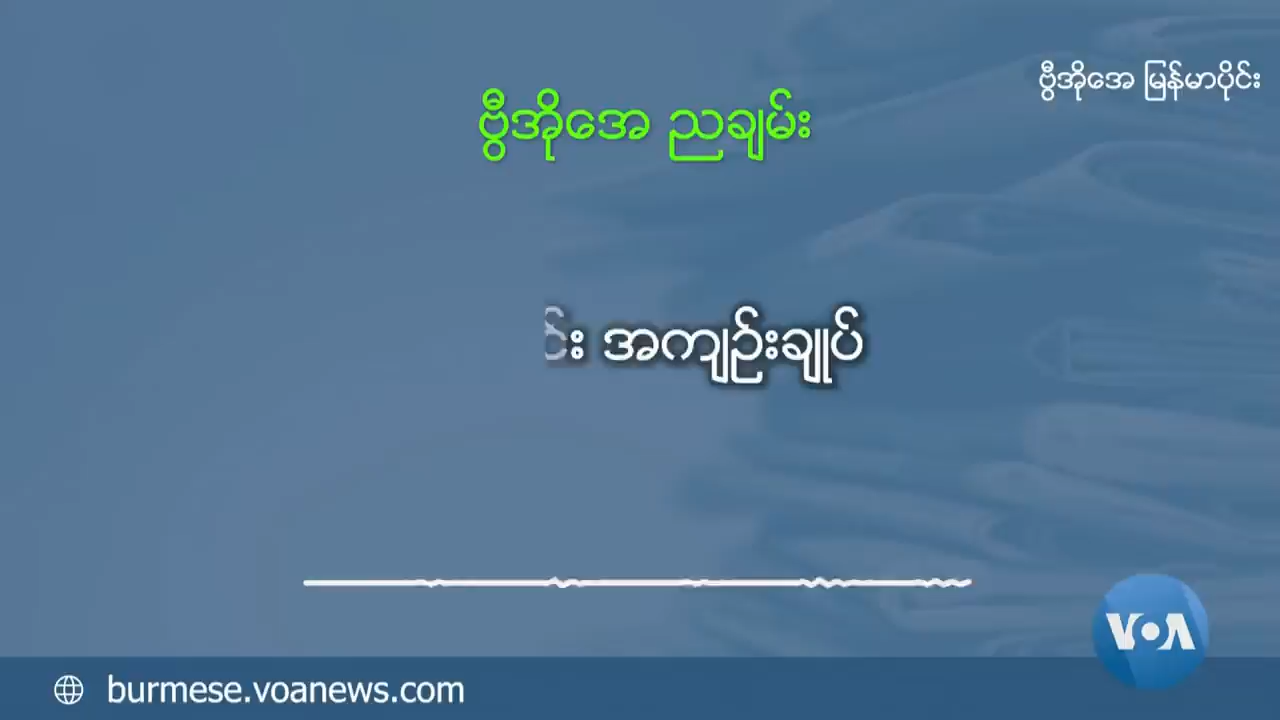 ဗွီအိုအေ မြန်မာပိုင်း
ဗွီအိုအေ ညချမ်း
အကျဉ်းချုပ်
VOA
burmese.voanews.com